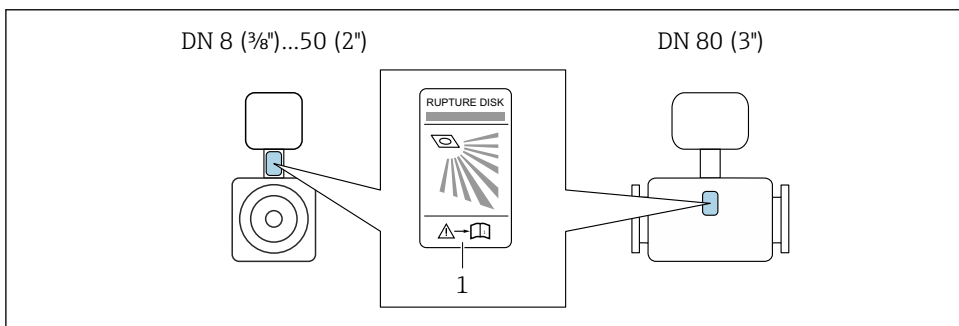 DN 8 (⅜")...50 (2")
DN 80 (3")
RUPTURE DISK
1